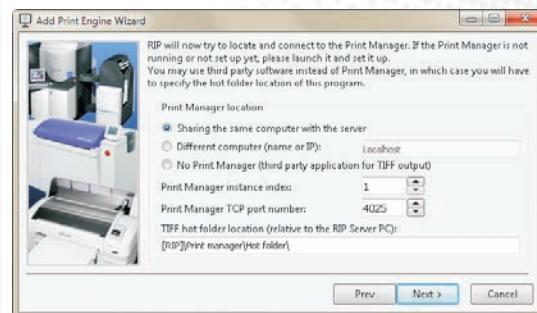 Add Print Engine Wizard
RIP will now try to locate and connect to the Print Manager. If the Print Manager is not
running or not set up yet, please launch it and set it up.
You may use third party software instead of Print Manager, in which case you will have
to specify the hot folder location of this program.
Print Manager location
Sharing the same computer with the server
Different computer (name or IP):
Localhost
No Print Manager (third party application for TIFF output)
Print Manager instance index:
1
Print Manager TCP port number:
4025
TIFF hot folder location (relative to the RIP Server PC):
[RIP]\Print manager\Hot folder\
Prev
Next >
Cancel